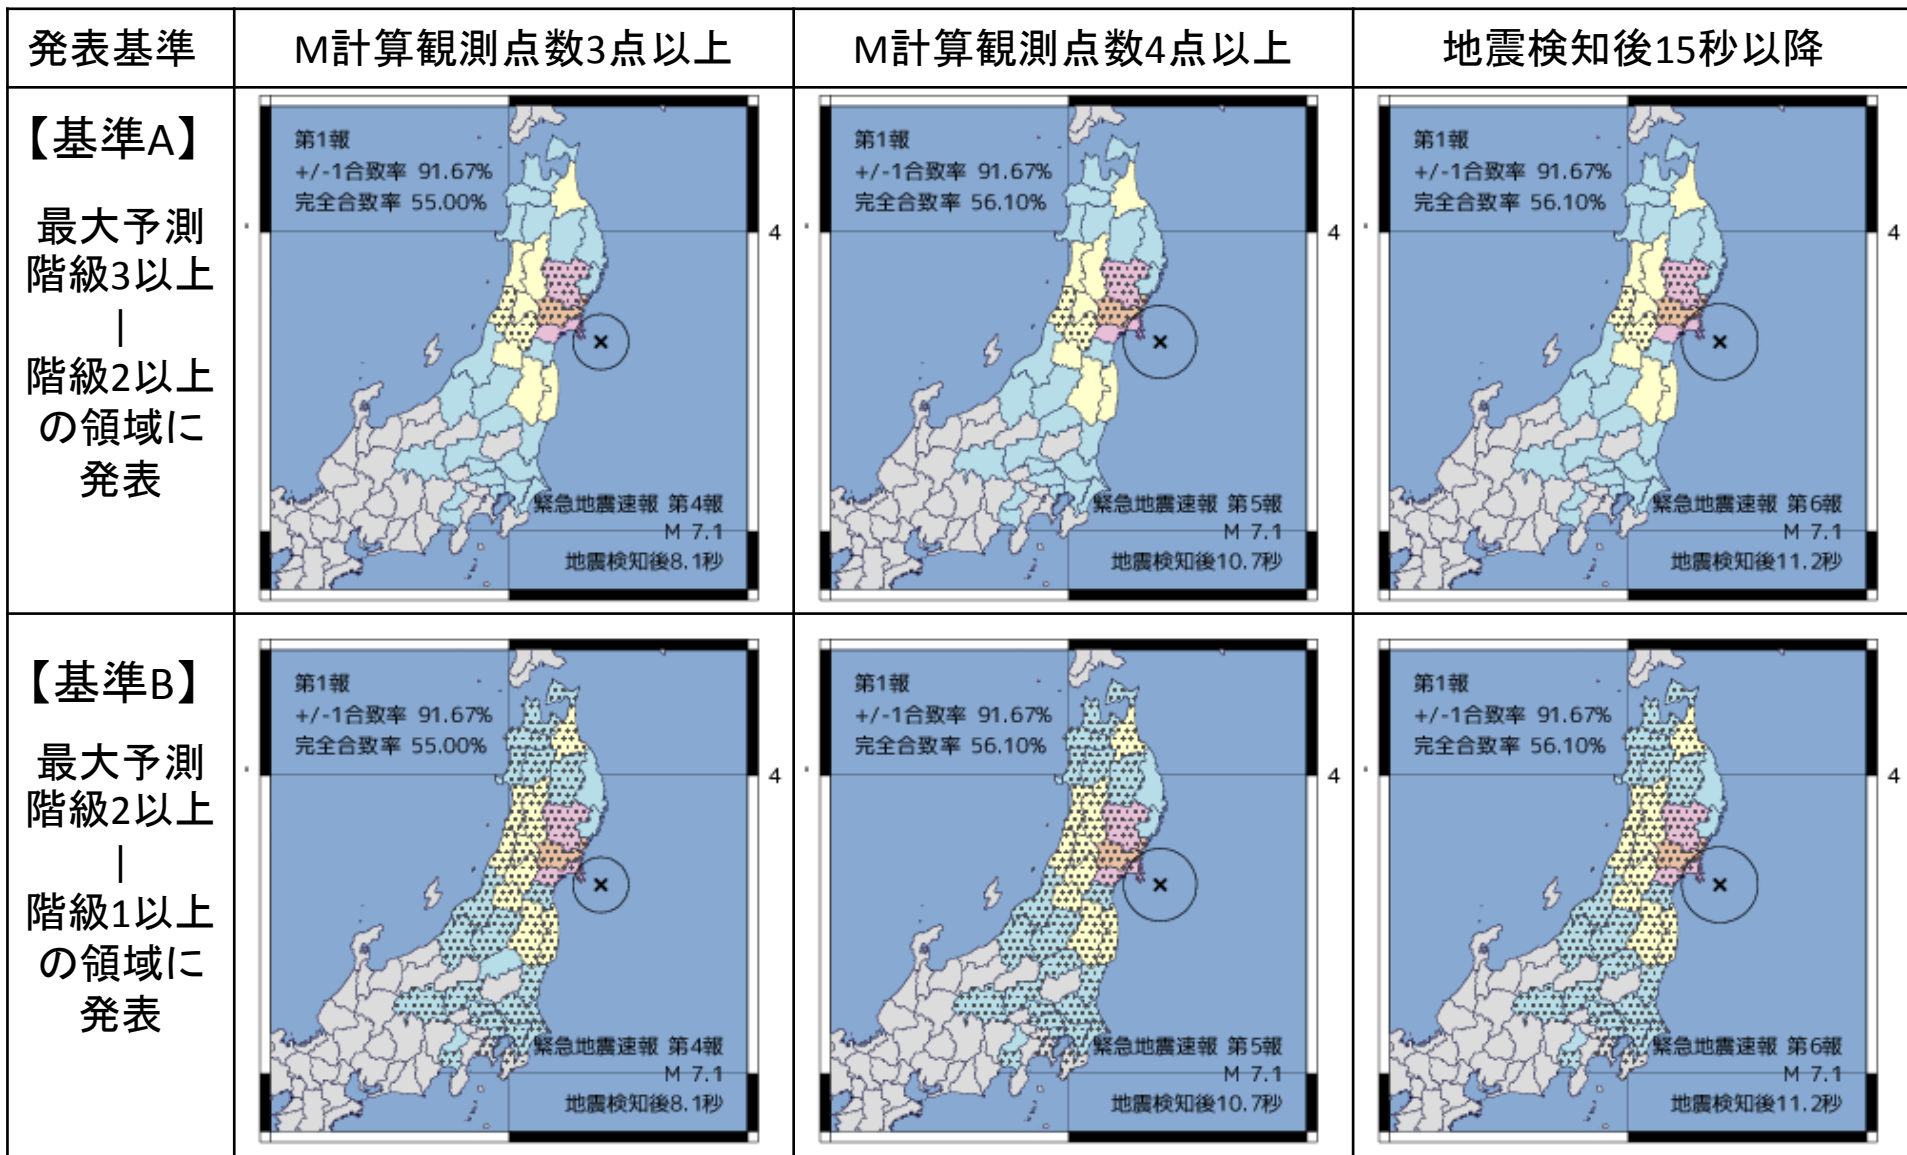 発表基準
M計算観測点数3点以上
M計算観測点数4点以上
地震検知後15秒以降
【基準A】
最大予測
階級3以上
|
階級2以上
の領域に
発表
第1報
+/-1合致率 91.67%
完全合致率 55.00%
4
緊急地震速報 第4報
M 7.1
地震検知後8.1秒
第1報
+/-1合致率 91.67%
完全合致率 56.10%
4
緊急地震速報 第5報
M 7.1
地震検知後10.7秒
第1報
+/-1合致率 91.67%
完全合致率 56.10%
4
緊急地震速報 第6報
M 7.1
地震検知後11.2秒
【基準B】
最大予測
階級2以上
|
階級1以上
の領域に
発表
第1報
+/-1合致率 91.67%
完全合致率 55.00%
4
緊急地震速報 第4報
M 7.1
地震検知後8.1秒
第1報
+/-1合致率 91.67%
完全合致率 56.10%
4
緊急地震速報 第5報
M 7.1
地震検知後10.7秒
第1報
+/-1合致率 91.67%
完全合致率 56.10%
4
緊急地震速報 第6報
M 7.1
地震検知後11.2秒